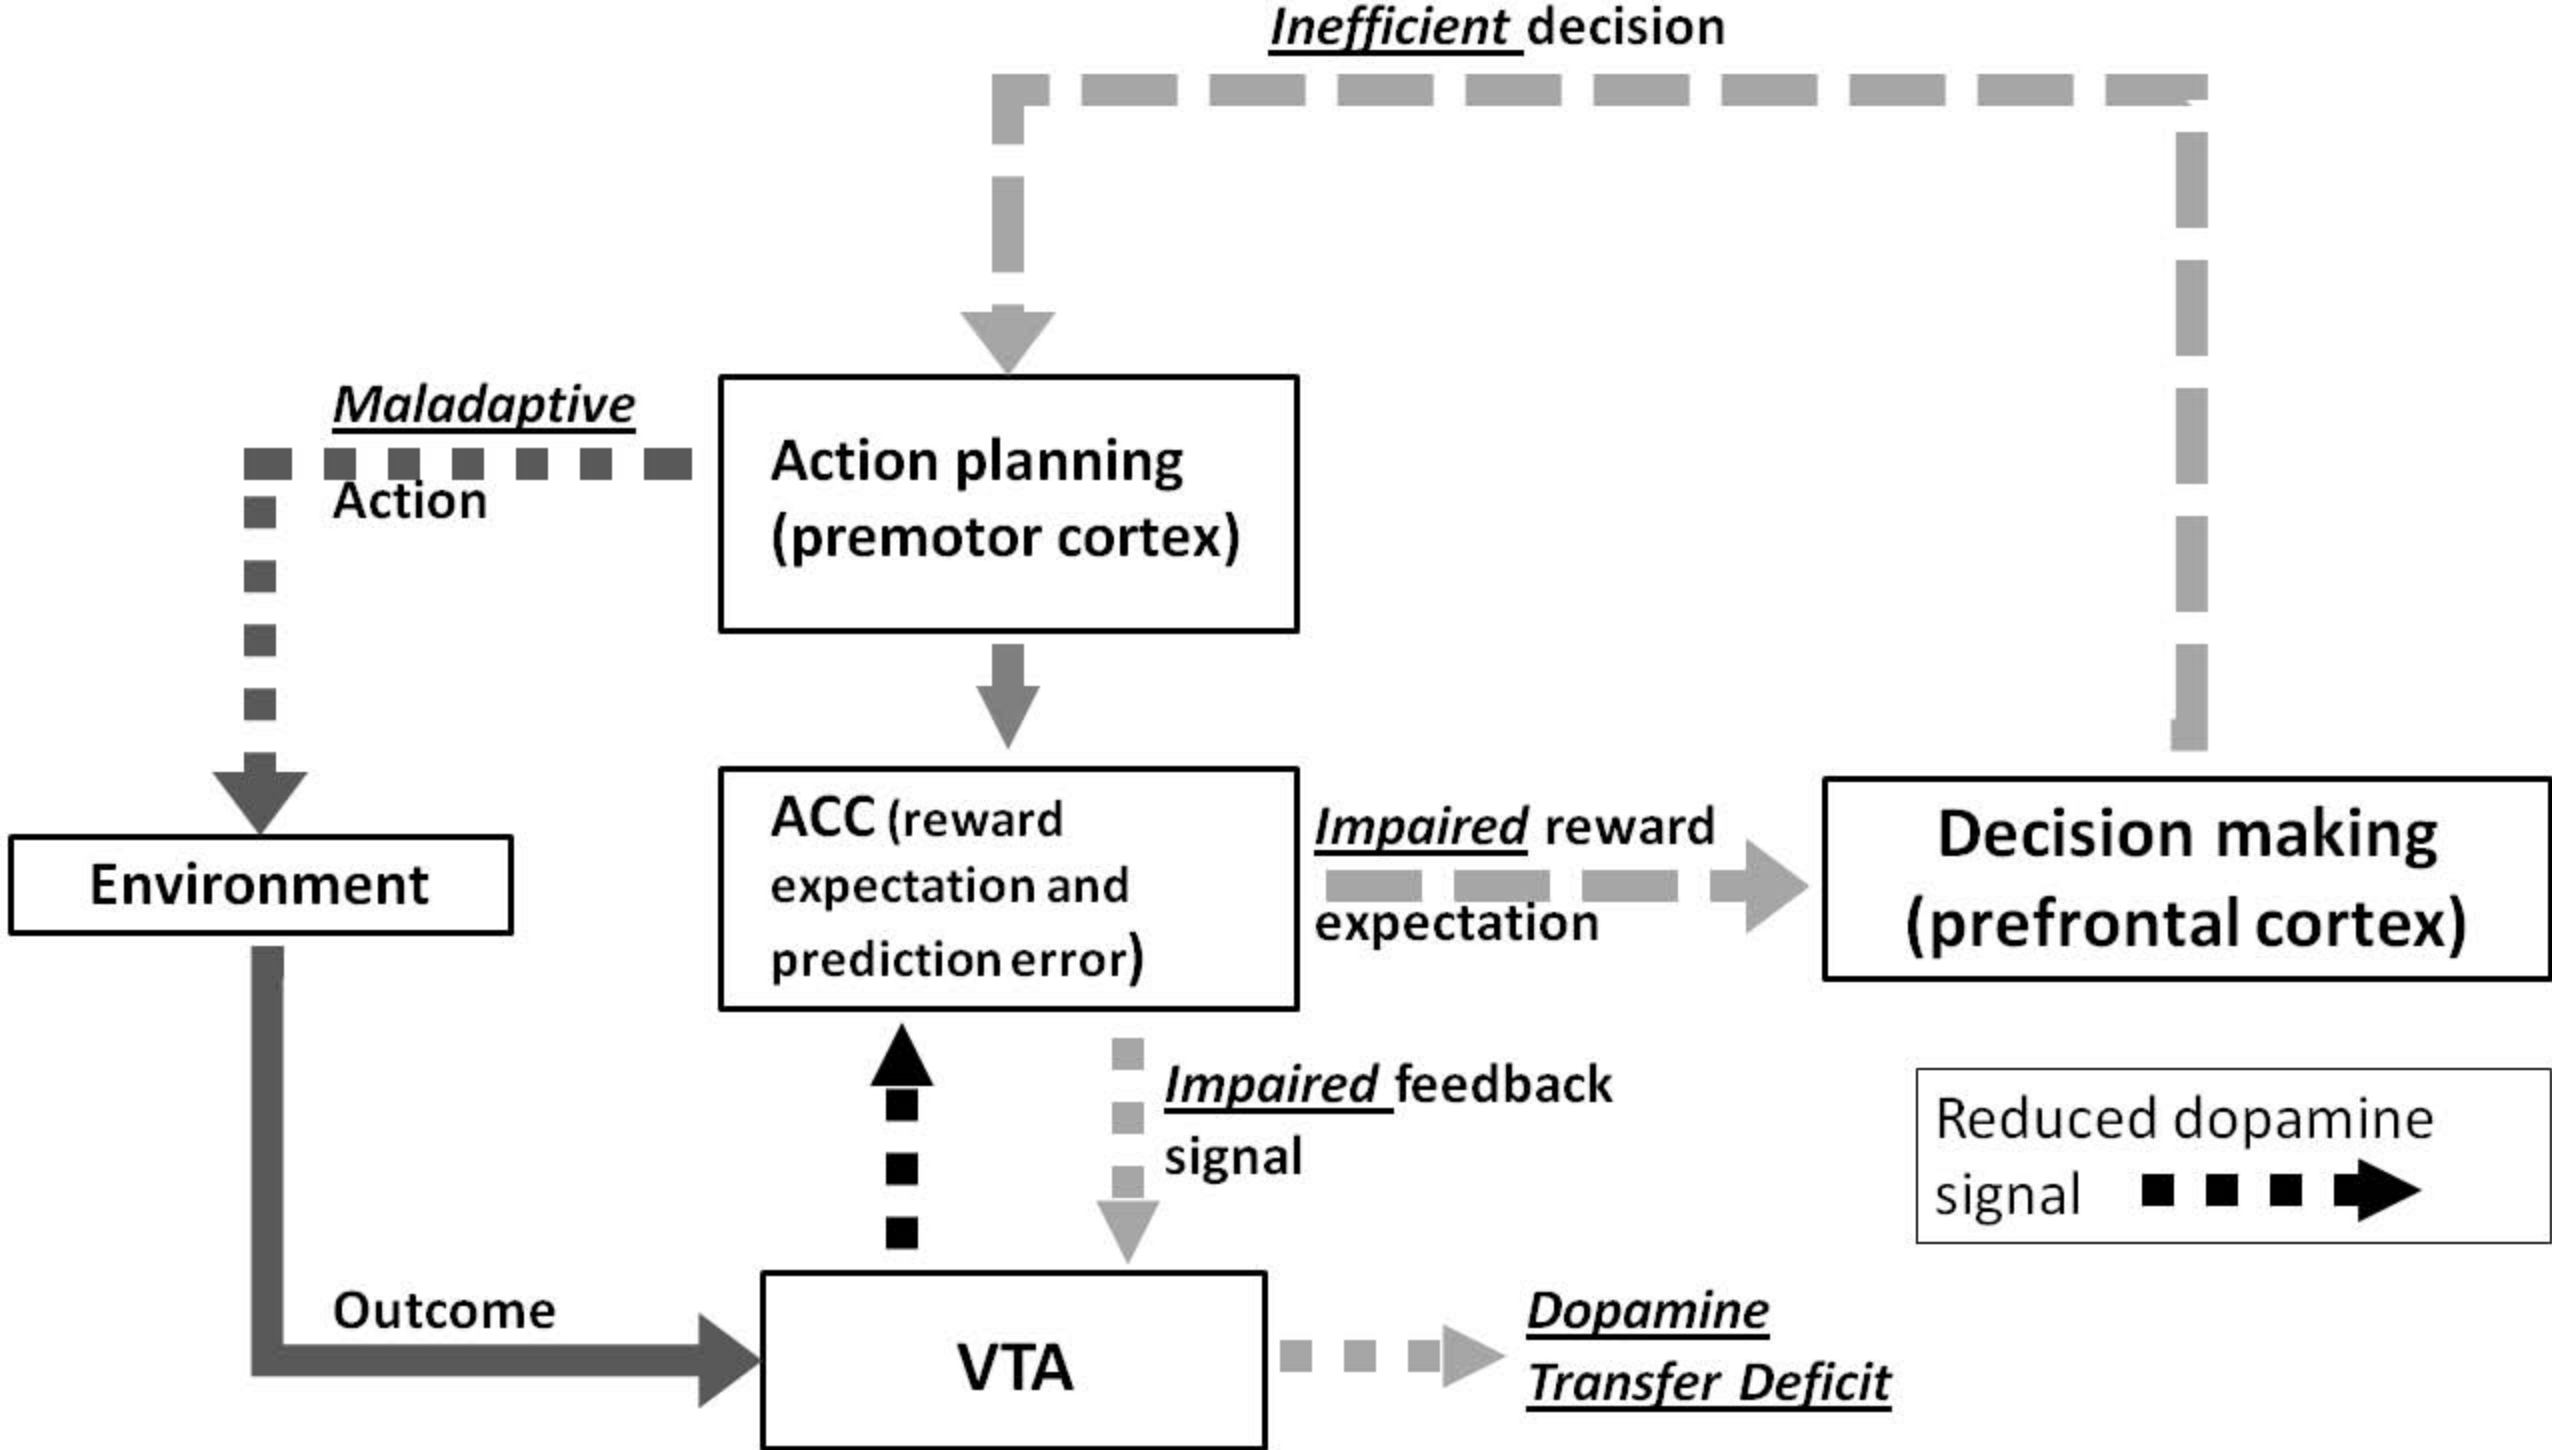 Inefficient decision
Maladaptive
Action
Action planning
(premotor cortex)
Environment
ACC (reward
expectation and
prediction error)
Impaired reward
expectation
Decision making
(prefrontal cortex)
Impaired feedback
signal
Reduced dopamine
signal
Outcome
VTA
Dopamine
Transfer Deficit